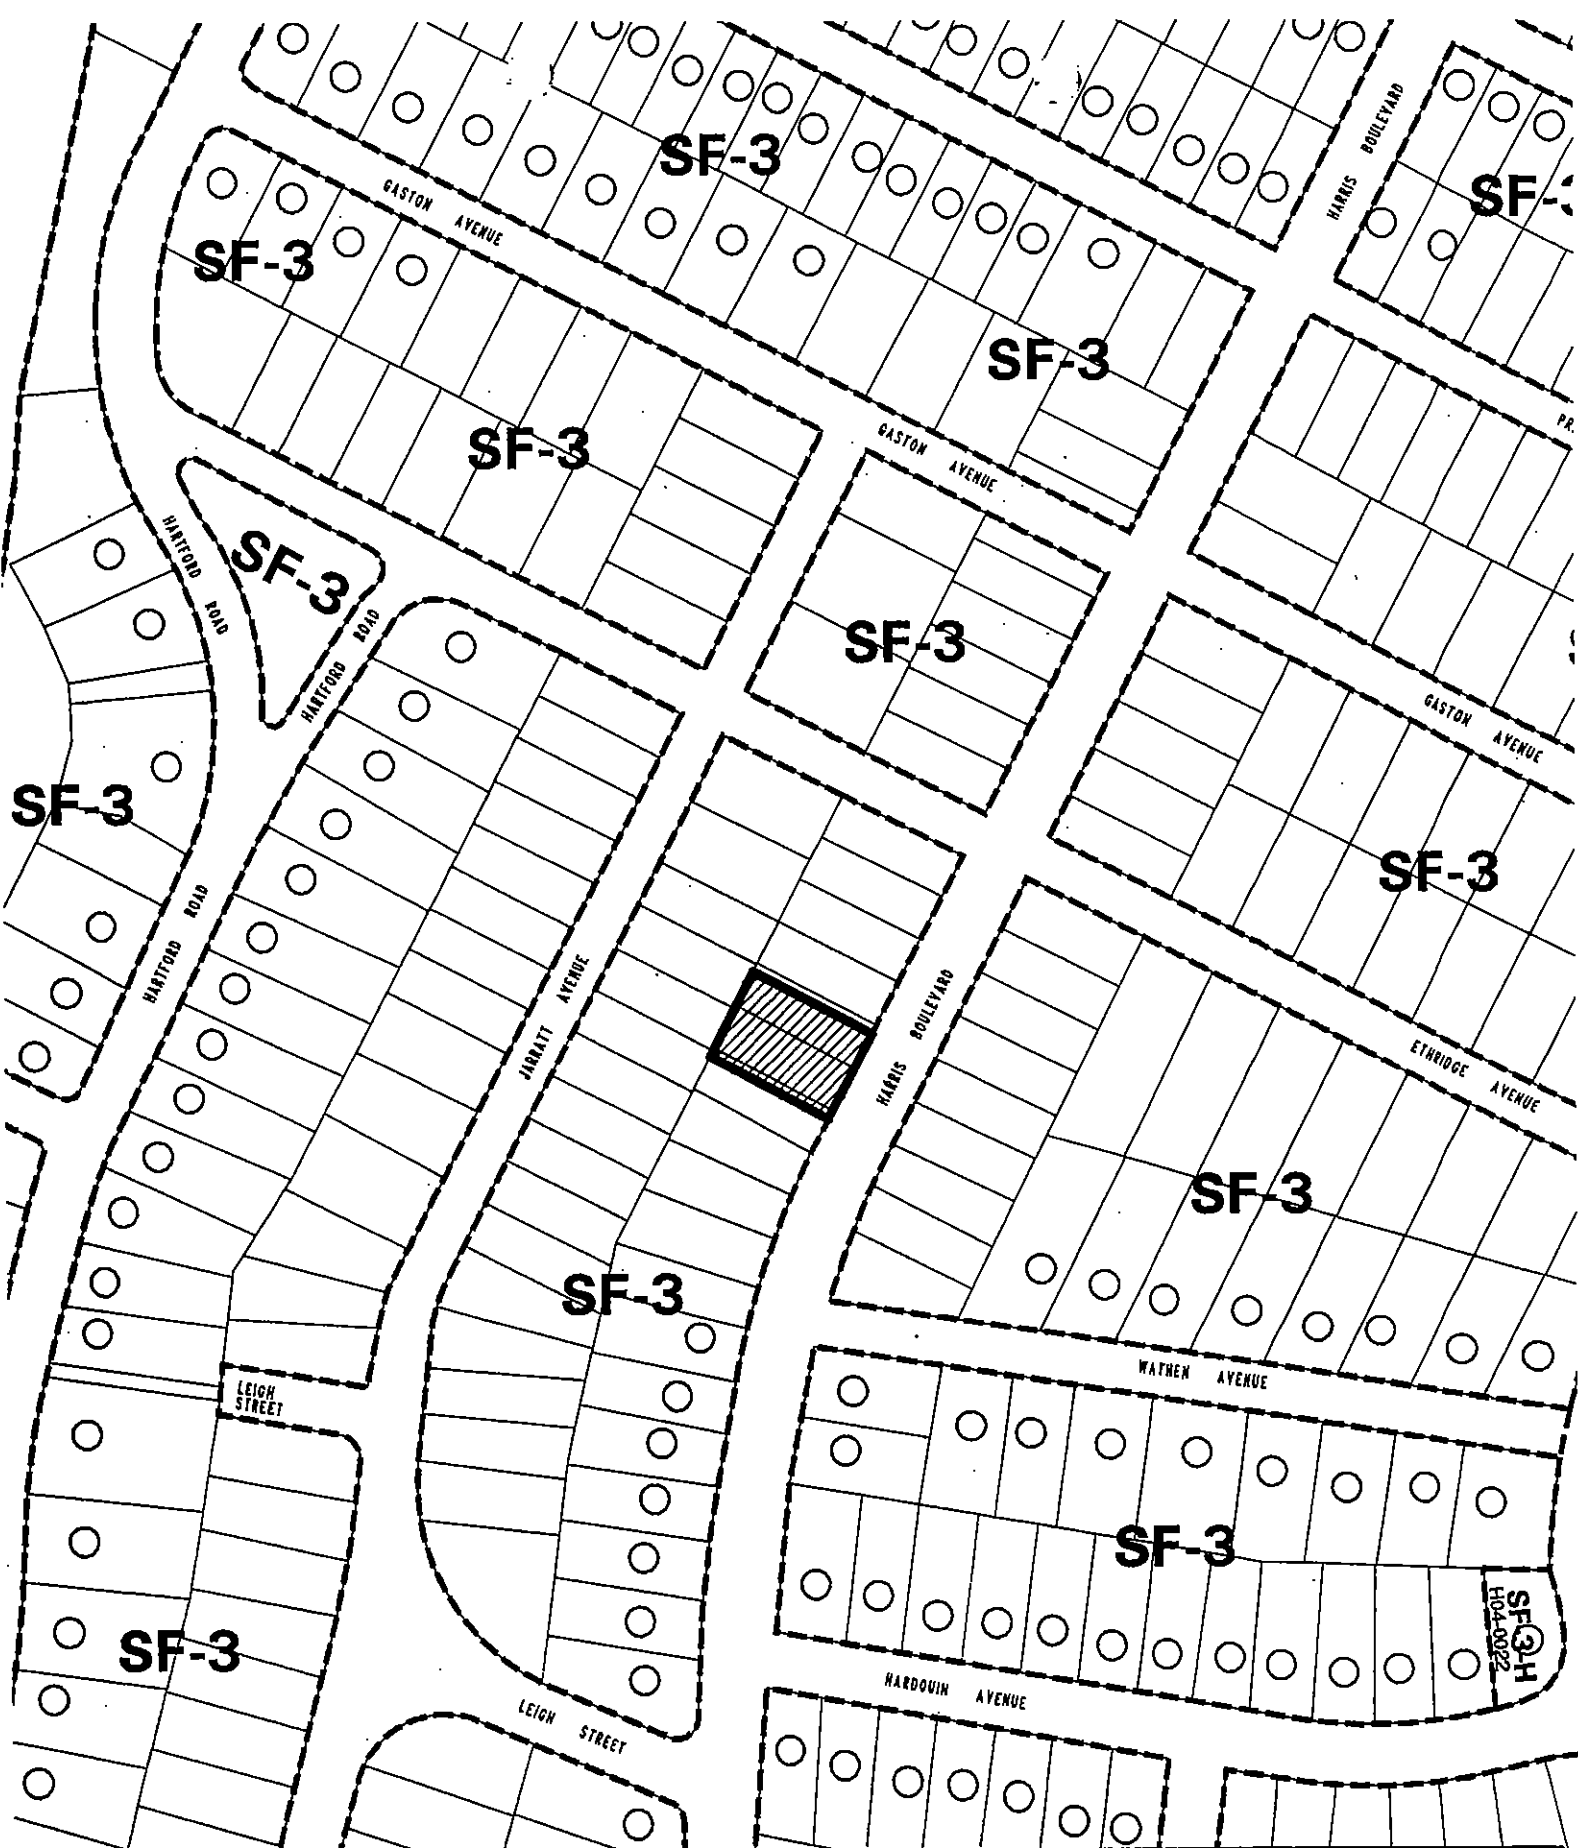 HARRIS BOULEVARD
SF-3
SF-3
GASTON AVENUE
SF-3
SF-3
GASTON AVENUE
SF-3
HARTFORD ROAD
SF-3
HARTFORD ROAD
SF-3
GASTON AVENUE
SF-3
SF-3
HARTFORD ROAD
JARRATT AVENUE
HARRIS BOULEVARD
ETHRIDGE AVENUE
SF-3
SF-3
WATHEN AVENUE
LEIGH
STREET
SF-3
SF-3-H
H04-0022
SF-3
HARDOUIN AVENUE
LEIGH STREET